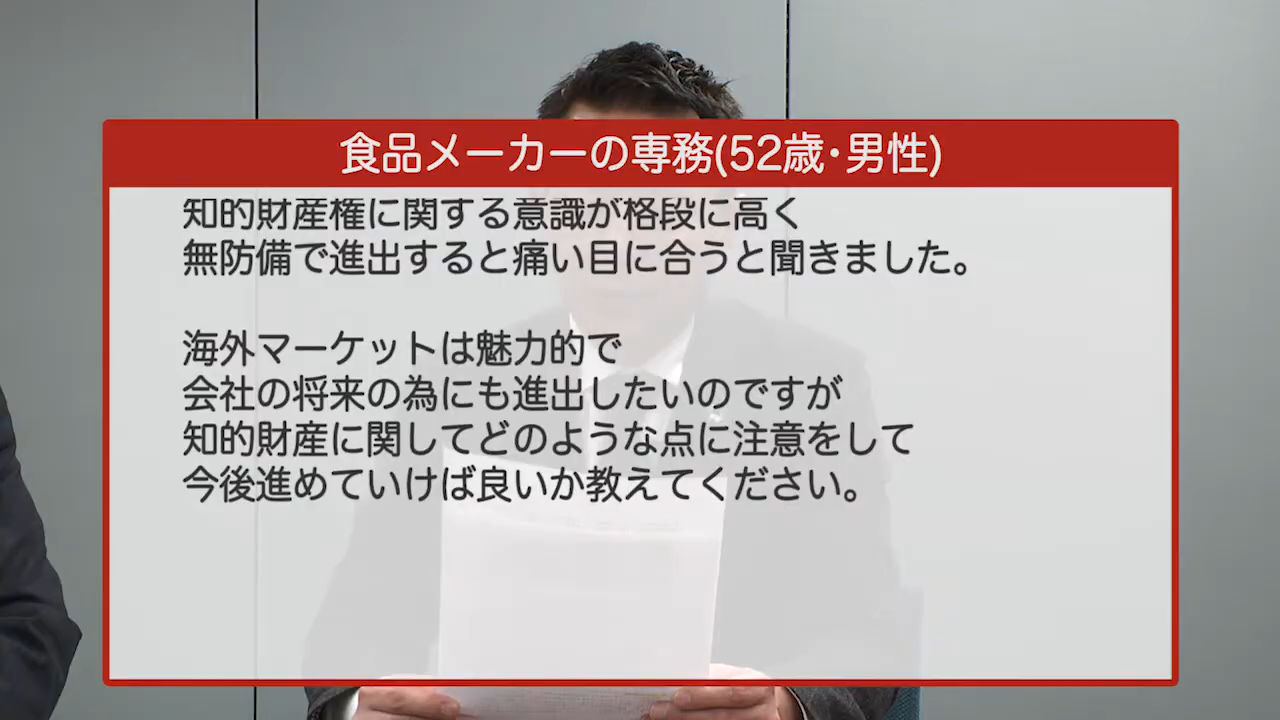 食品メーカーの専務(52歳・男性)
知的財産権に関する意識が格段に高く
無防備で進出すると痛い目に合うと聞きました。
海外マーケットは魅力的で
会社の将来の為にも進出したいのですが
知的財産に関してどのような点に注意をして
今後進めていけば良いか教えてください。